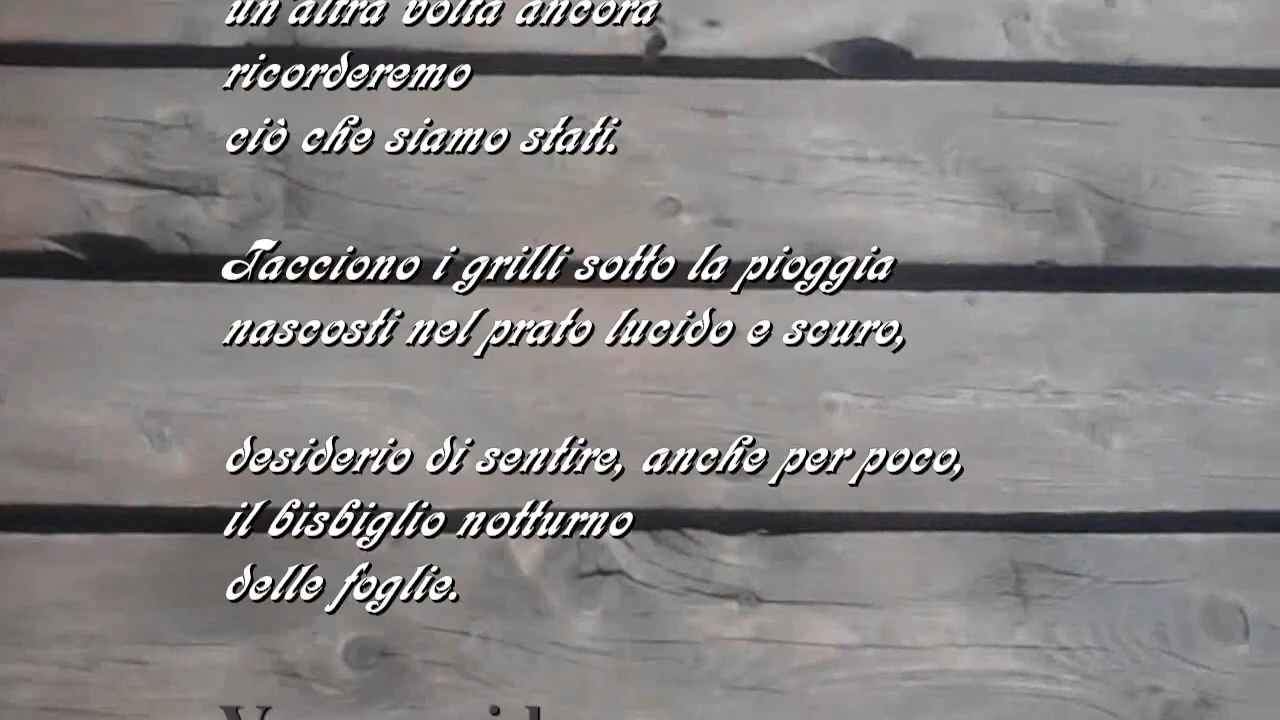 un'altra volta ancora
ricorderemo
ciò che siamo stati.
Tacciono i grilli sotto la pioggia
nascosti nel prato lucido e scuro,
desiderio di sentire, anche per poco,
il bisbiglio notturno
delle foglie.